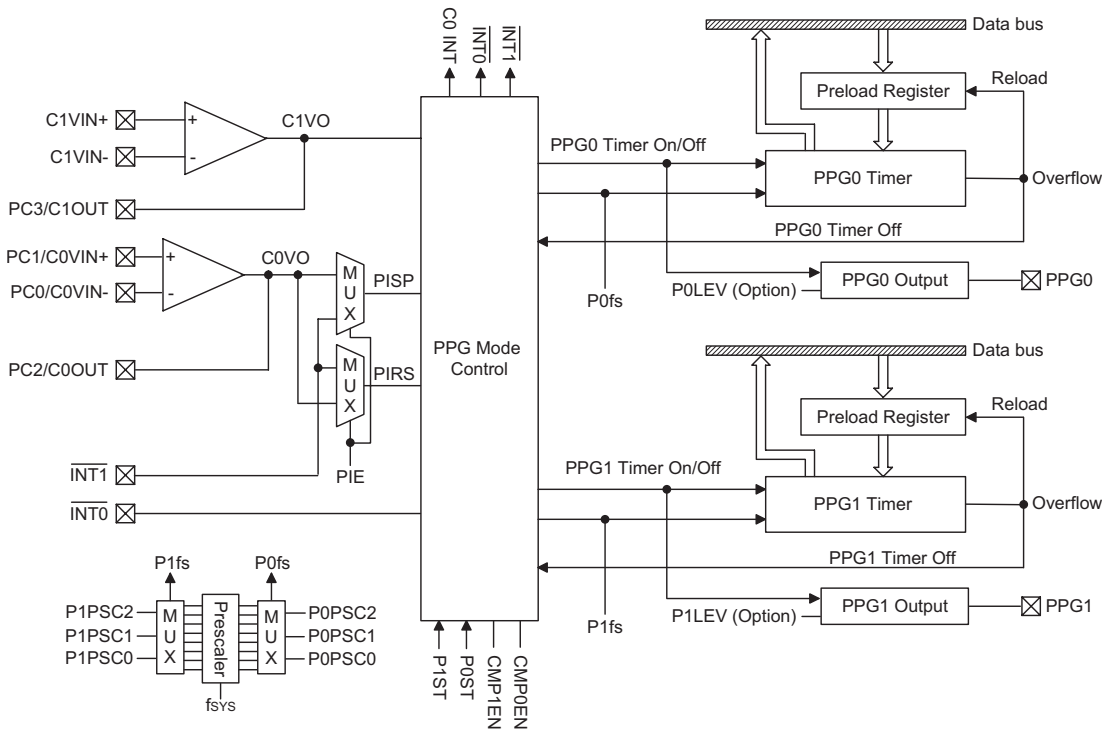 C0 INT
INT0
INT1
Data bus
Preload Register
Reload
C1VIN+
+
C1VIN-
-
C1VO
PPG0 Timer On/Off
PPG0 Timer
Overflow
PC3/C1OUT
PPG0 Timer Off
PC1/C0VIN+
+
PC0/C0VIN-
-
C0VO
MUX
PISP
P0fs
P0LEV (Option)
PPG0 Output
PPG0
PPG Mode
Control
Data bus
PC2/C0OUT
MUX
PIRS
Preload Register
Reload
INT1
PIE
PPG1 Timer On/Off
PPG1 Timer
Overflow
INT0
PPG1 Timer Off
P1fs
P0fs
P1PSC2
P1PSC1
P1PSC0
MUX
Prescaler
MUX
P0PSC2
P0PSC1
P0PSC0
fSYS
P1fs
P1LEV (Option)
PPG1 Output
PPG1
P1ST
P0ST
CMP1EN
CMP0EN